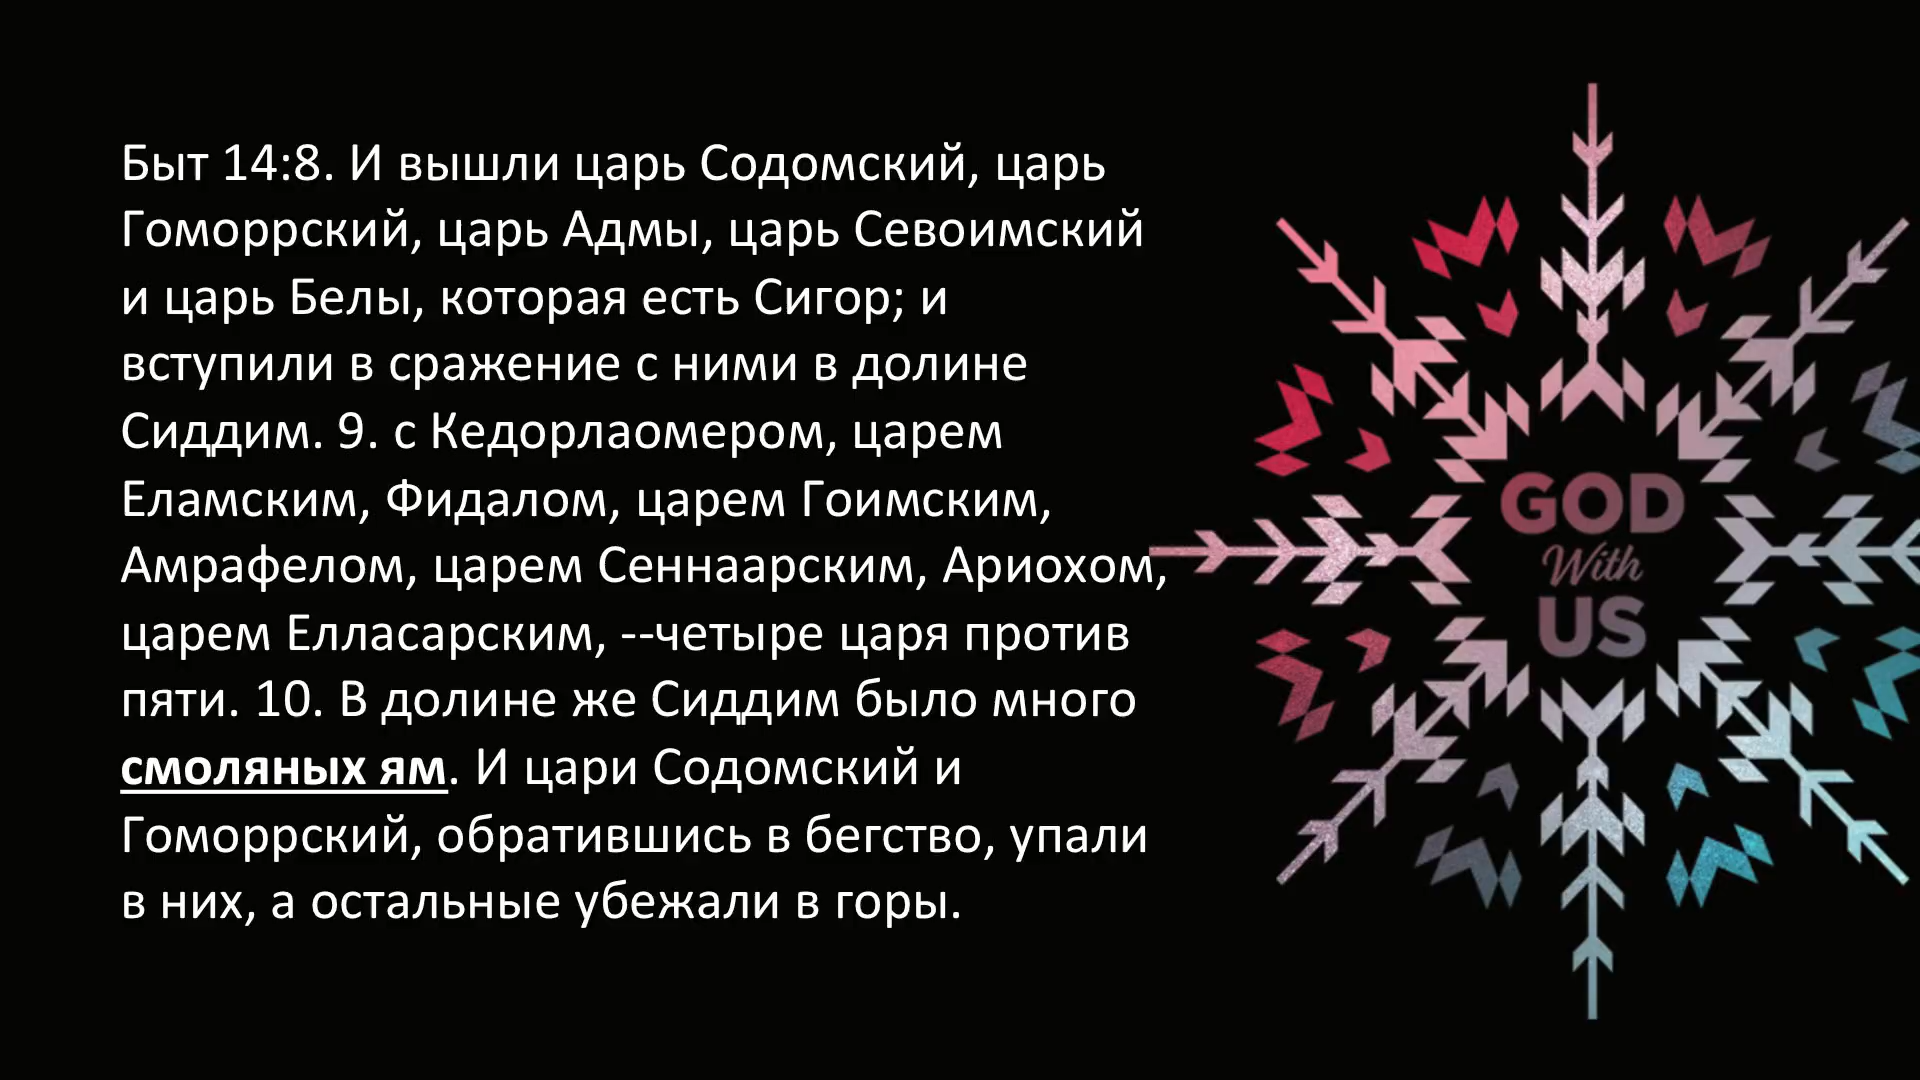 Быт 14:8. И вышли царь Содомский, царь
Гоморрский, царь Адмы, царь Севоимский
и царь Белы, которая есть Сигор; и
вступили в сражение с ними в долине
Сиддим. 9. с Кедорлаомером, царем
Еламским, Фидалом, царем Гоимским,
Амрафелом, царем Сеннаарским, Ариохом,
царем Елласарским, --четыре царя против
пяти. 10. В долине же Сиддим было много
смоляных ям. И цари Содомский и
Гоморрский, обратившись в бегство, упали
в них, а остальные убежали в горы.
GOD
With
US